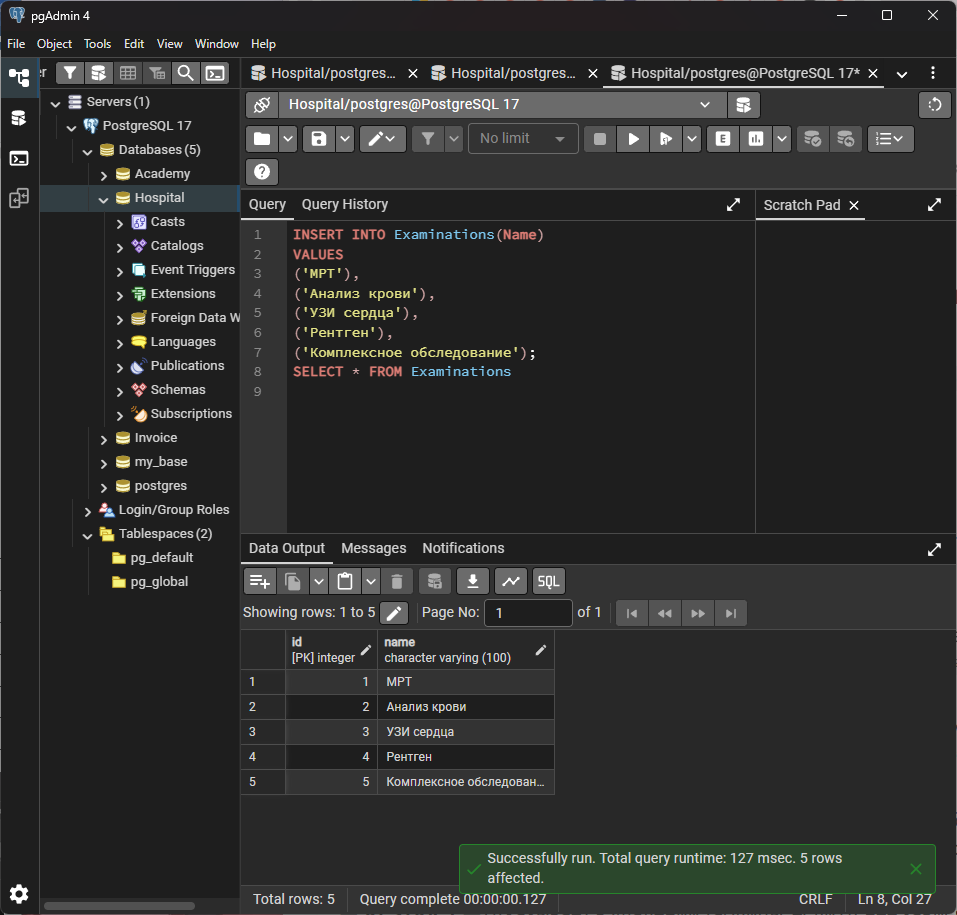 pgAdmin 4
File Object Tools Edit View Window Help
Hospital/postgres... Hospital/postgres... Hospital/postgres@PostgreSQL 17*
Servers (1)
PostgreSQL 17
Databases (5)
Academy
Hospital
Casts
Catalogs
Event Triggers
Extensions
Foreign Data W
Languages
Publications
Schemas
Subscriptions
Invoice
my_base
postgres
Login/Group Roles
Tablespaces (2)
pg_default
pg_global
Hospital/postgres@PostgreSQL 17
No limit
E
Query Query History
Scratch Pad
1 INSERT INTO Examinations(Name)
2 VALUES
3 ('МРТ'),
4 ('Анализ крови'),
5 ('УЗИ сердца'),
6 ('Рентген'),
7 ('Комплексное обследование');
8 SELECT * FROM Examinations
9
Data Output Messages Notifications
SQL
Showing rows: 1 to 5 Page No: 1 of 1
id name
[PK] integer character varying (100)
1 1 МРТ
2 2 Анализ крови
3 3 УЗИ сердца
4 4 Рентген
5 5 Комплексное обследован...
Successfully run. Total query runtime: 127 msec. 5 rows
affected.
Total rows: 5 Query complete 00:00:00.127 CRLF Ln 8, Col 27